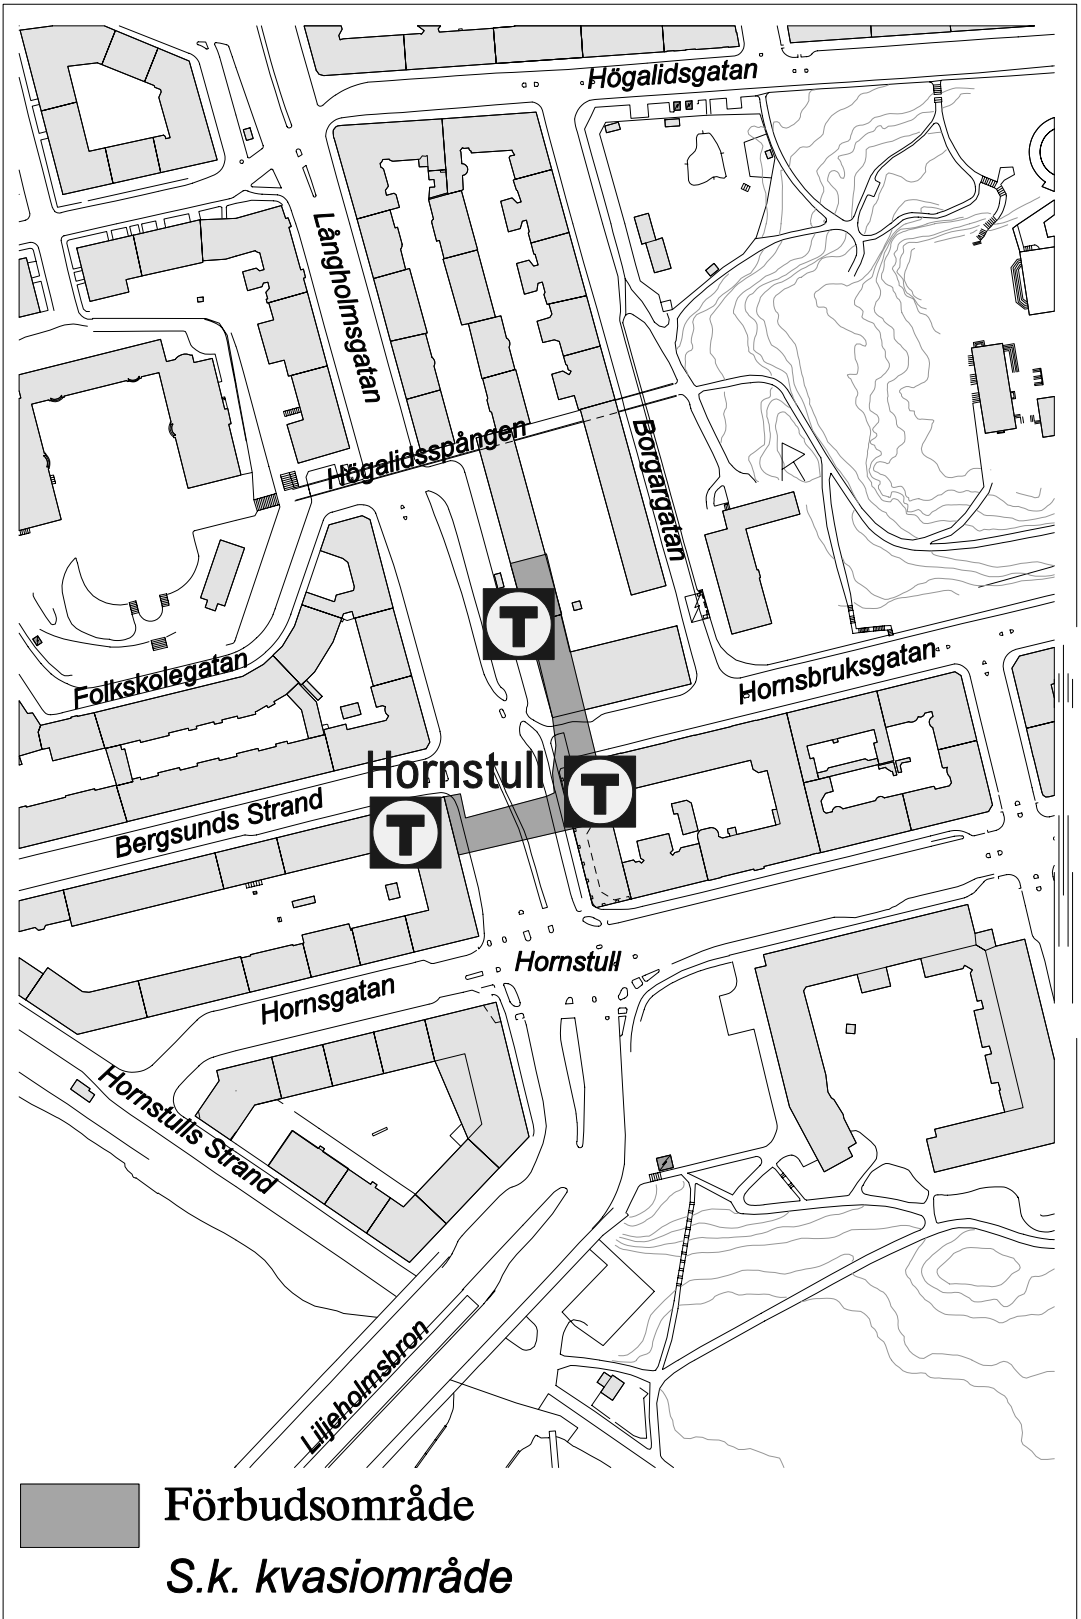 Högalidsgatan
Långholmsgatan
Högalidsspången
Borgargatan
T
Folkskolegatan
Hornsbruksgatan
Hornstull
T
Bergsunds Strand
T
Hornstull
Hornsgatan
Hornstulls Strand
Liljeholmsbron
Förbudsområde
S.k. kvasiområde